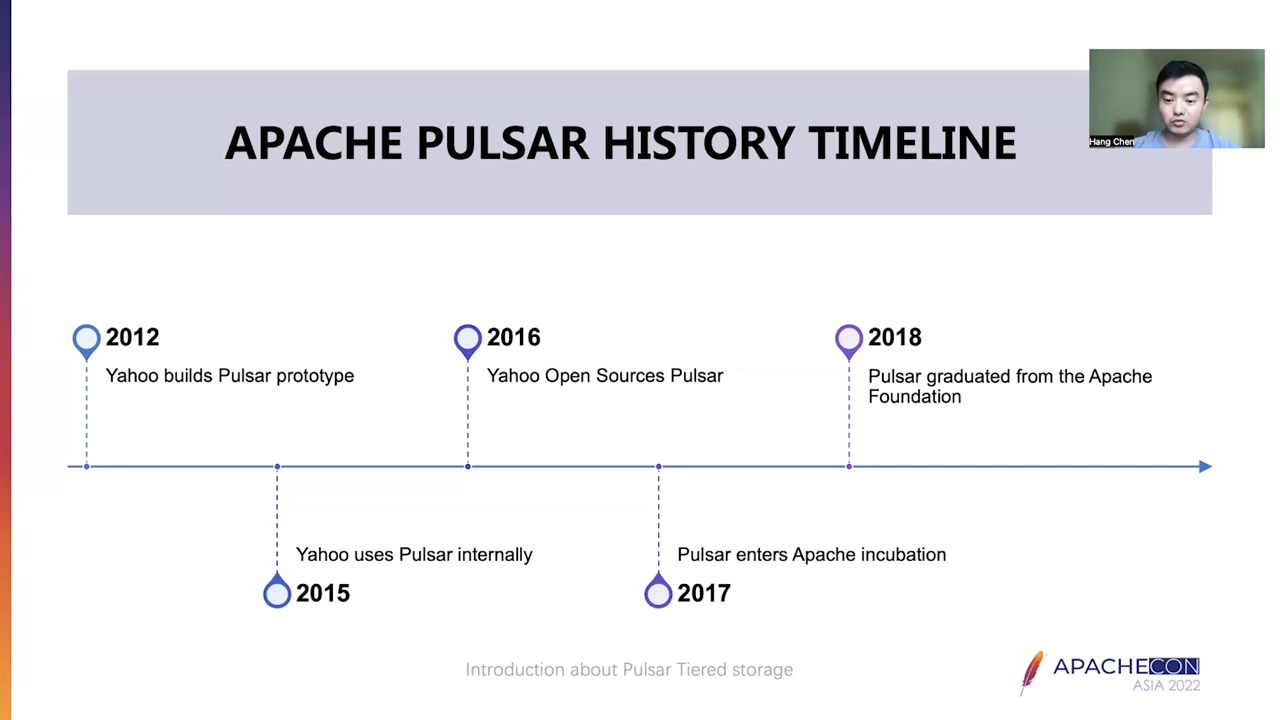 APACHE PULSAR HISTORY TIMELINE
Hang Chen
2012
Yahoo builds Pulsar prototype
2016
Yahoo Open Sources Pulsar
2018
Pulsar graduated from the Apache
Foundation
Yahoo uses Pulsar internally
2015
Pulsar enters Apache incubation
2017
Introduction about Pulsar Tiered storage
APACHECON
ASIA 2022